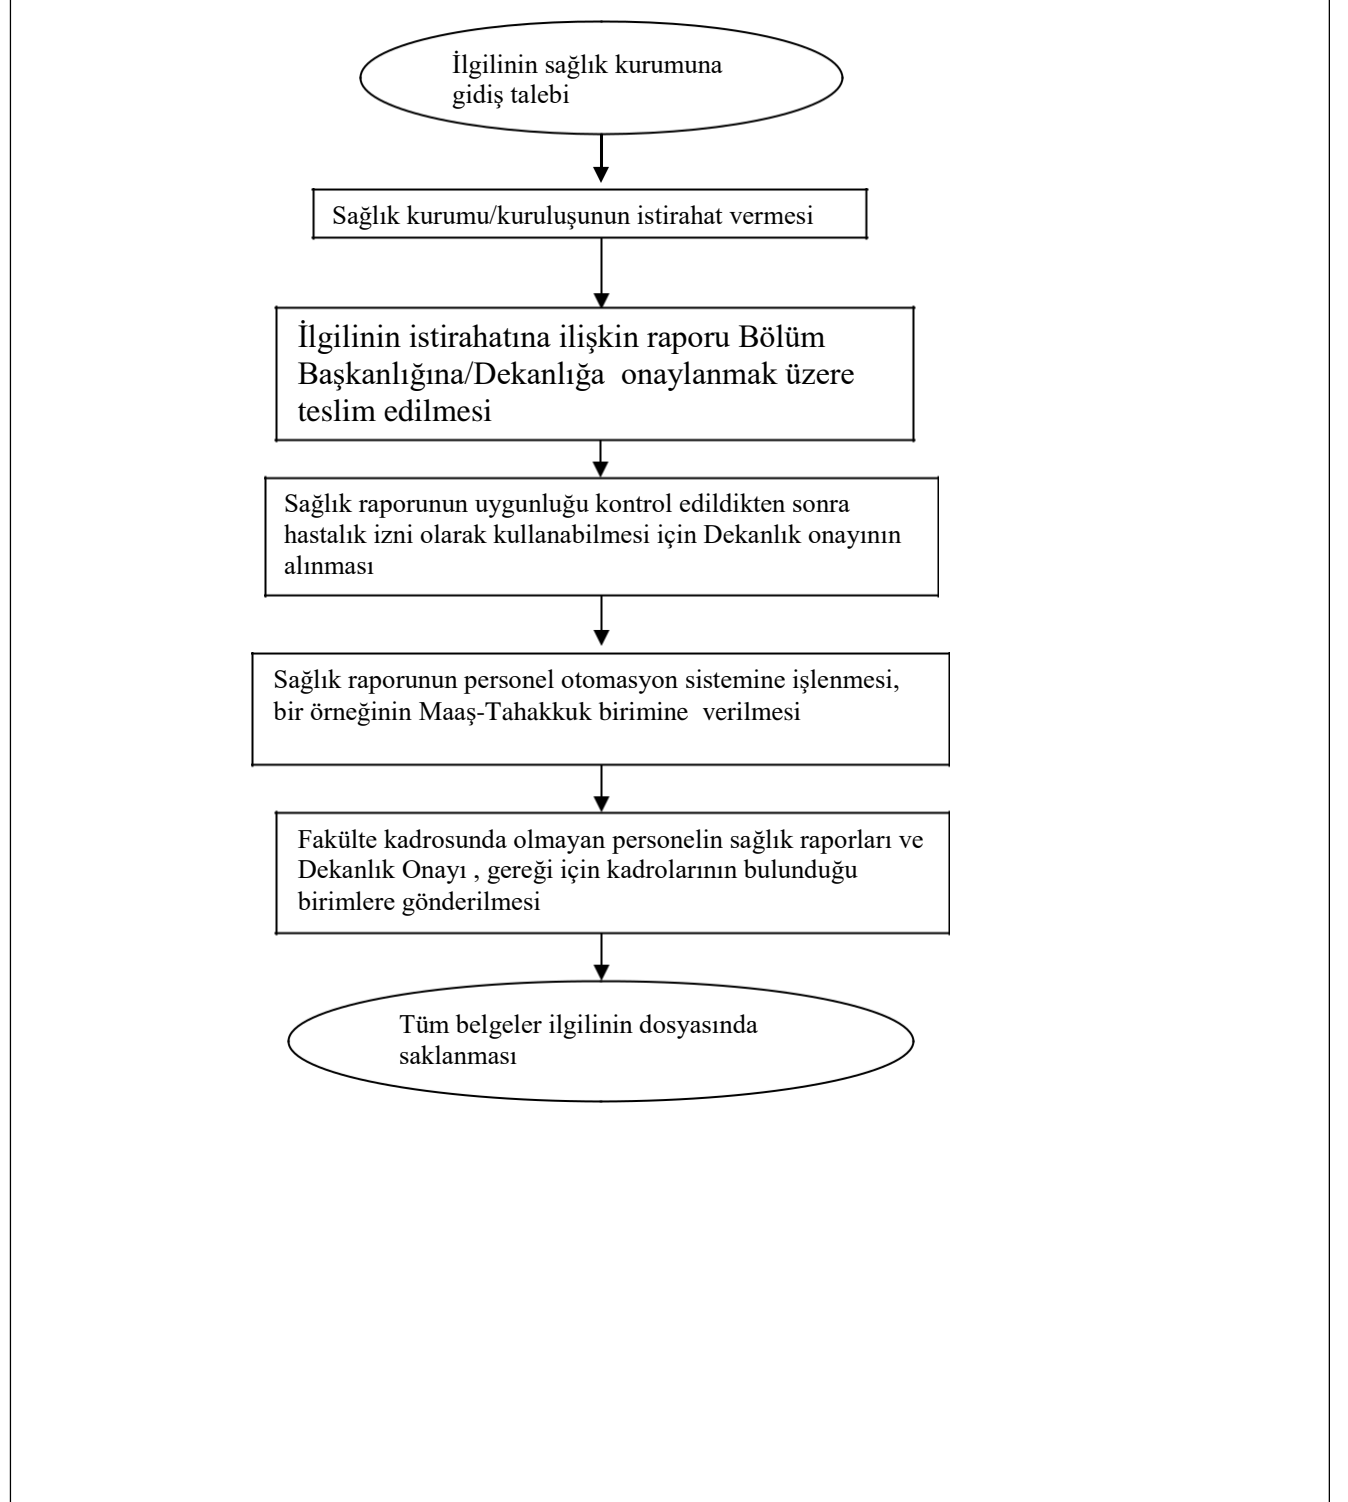 İlgilinin sağlık kurumuna
gidiş talebi
Sağlık kurumu/kuruluşunun istirahat vermesi
İlgilinin istirahatına ilişkin raporu Bölüm
Başkanlığına/Dekanlığa  onaylanmak üzere
teslim edilmesi
Sağlık raporunun uygunluğu kontrol edildikten sonra
hastalık izni olarak kullanabilmesi için Dekanlık onayının
alınması
Sağlık raporunun personel otomasyon sistemine işlenmesi,
bir örneğinin Maaş-Tahakkuk birimine  verilmesi
Fakülte kadrosunda olmayan personelin sağlık raporları ve
Dekanlık Onayı , gereği için kadrolarının bulunduğu
birimlere gönderilmesi
Tüm belgeler ilgilinin dosyasında
saklanması